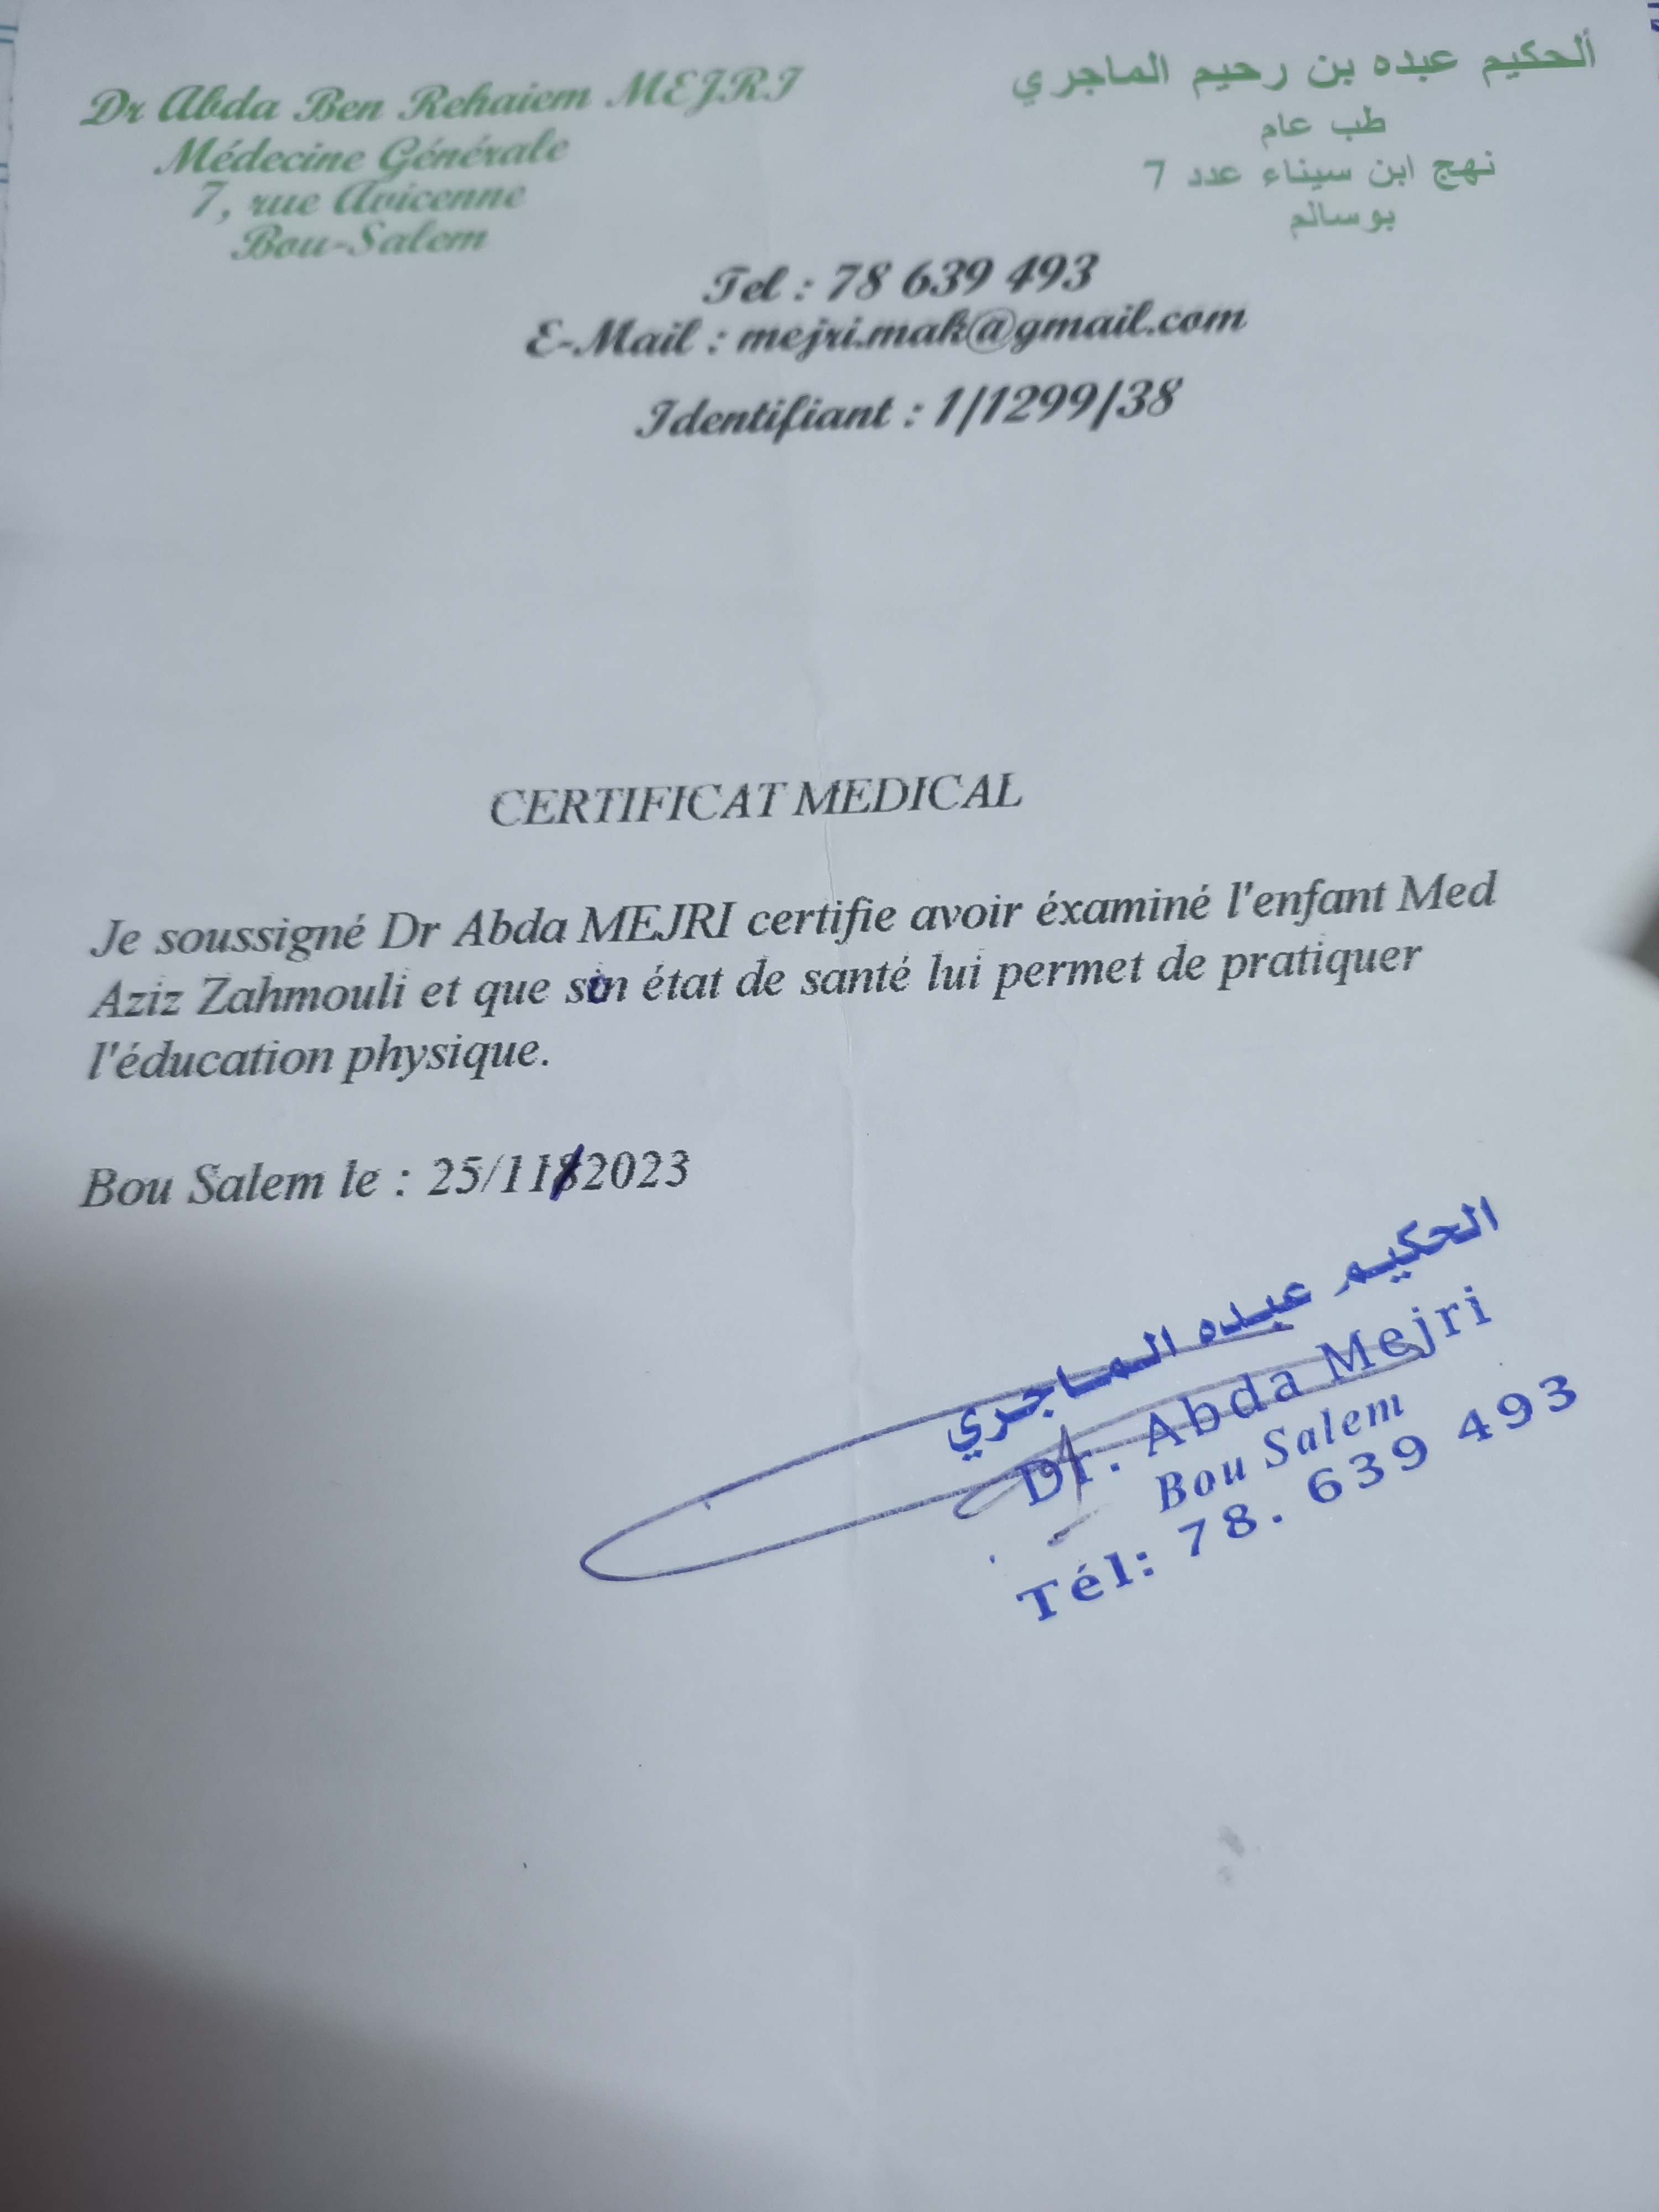 Dr Abda Ben Rehaiem MEJRI
Médecine Générale
7, rue Avicenne
Bou-Salem
ألحكيم عبده بن رحيم الماجري
طب عام
نهج ابن سيناء عدد 7
بوسالم
Tel : 78 639 493
E-Mail : mejri.mak@gmail.com
Identifiant : 1/1299/38
CERTIFICAT MEDICAL
Je soussigné Dr Abda MEJRI certifie avoir éxaminé l'enfant Med
Aziz Zahmouli et que son état de santé lui permet de pratiquer
l'éducation physique.
Bou Salem le : 25/11/2023
الحكيم عبده الماجري
Dr. Abda Mejri
Bou Salem
Tél: 78. 639 493